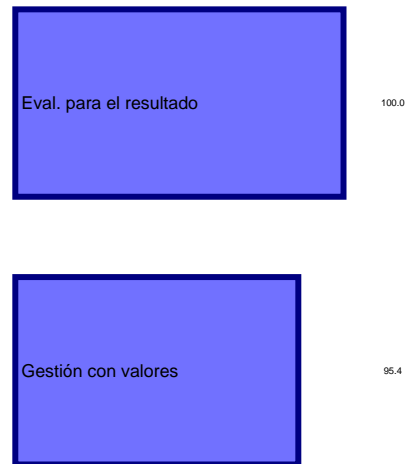 Eval. para el resultado
100.0
Gestión con valores
95.4